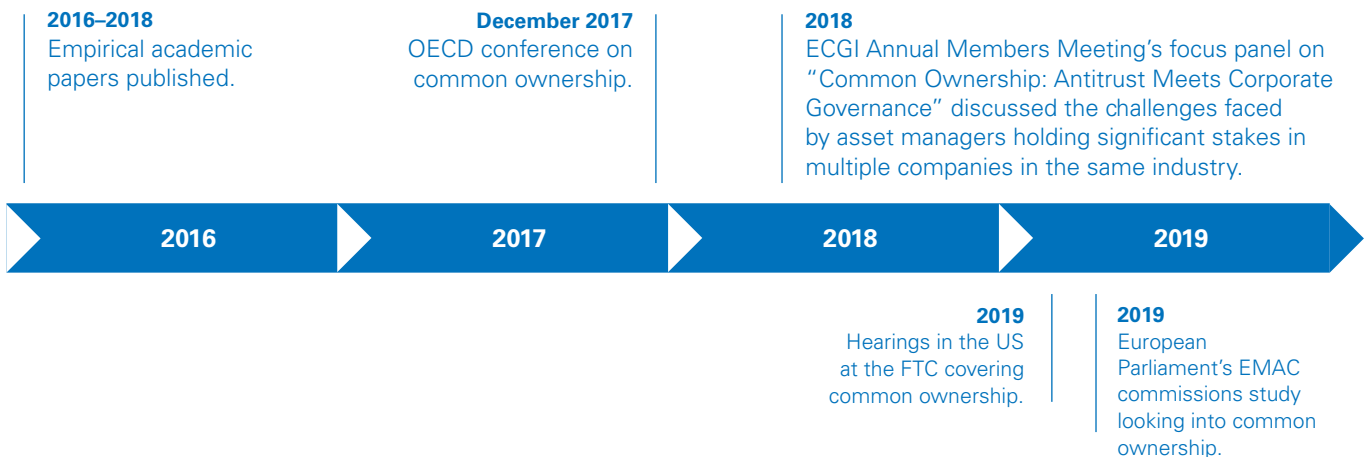 2016–2018
Empirical academic
papers published.
December 2017
OECD conference on
common ownership.
2018
ECGI Annual Members Meeting’s focus panel on
“Common Ownership: Antitrust Meets Corporate
Governance” discussed the challenges faced
by asset managers holding significant stakes in
multiple companies in the same industry.
2016
2017
2018
2019
2019
Hearings in the US
at the FTC covering
common ownership.
2019
European
Parliament’s EMAC
commissions study
looking into common
ownership.